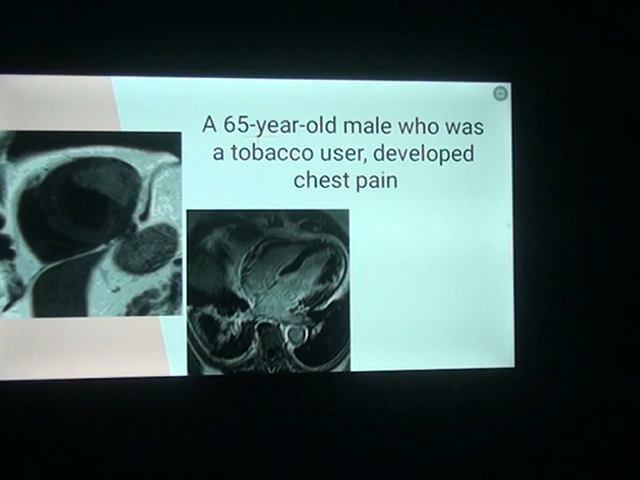 A 65-year-old male who was
a tobacco user, developed
chest pain